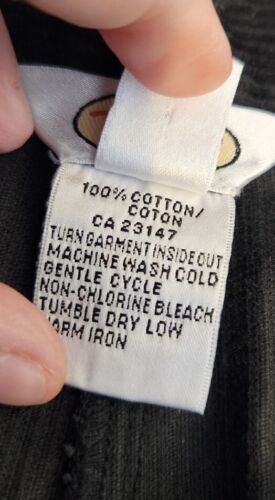 100% COTTON/
COTON
CA 23147
TURN GARMENT INSIDE OUT
MACHINE WASH COLD
GENTLE CYCLE
NON-CHLORINE BLEACH
TUMBLE DRY LOW
WARM IRON